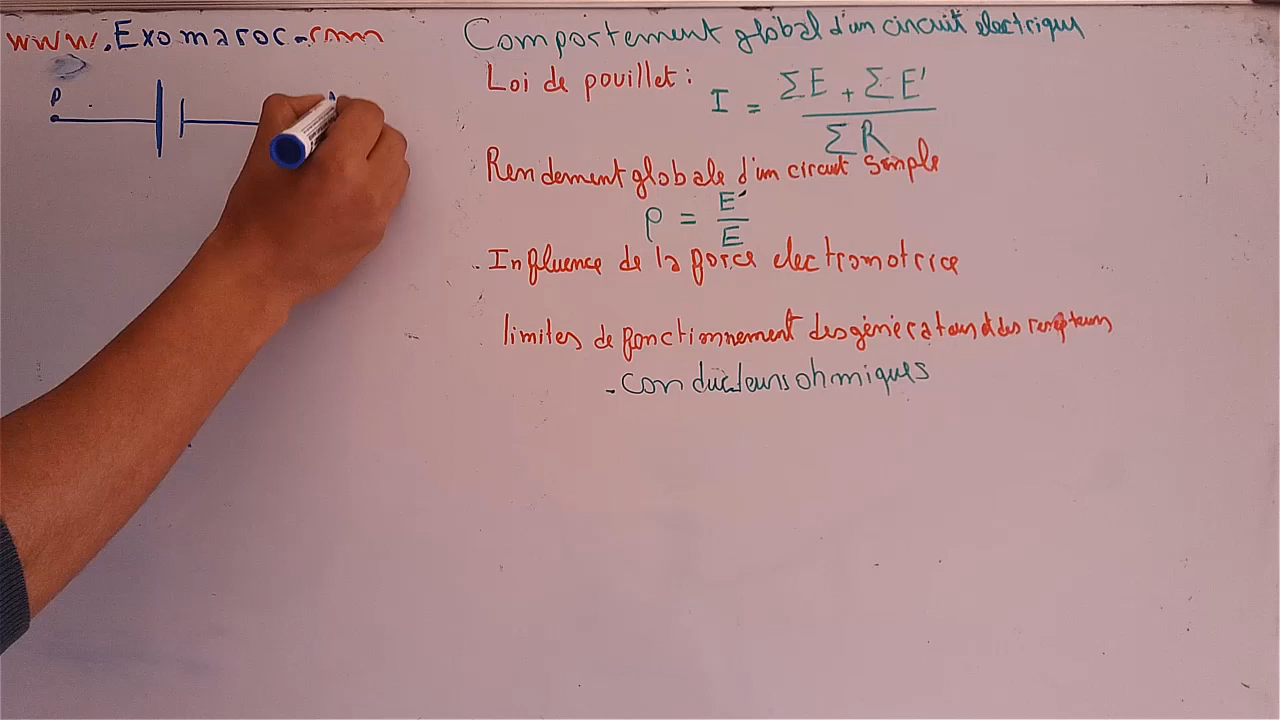 www.Exomaroc.com
Comportement global d'un circuit electrique
Loi de pouillet : I = ΣE + ΣE' / ΣR
P
Rendement globale d'un circuit simple
ρ = E' / E
. Influence de la force electromotrice
limites de fonctionnement des générateurs et des recepteurs
- conducteurs ohmiques